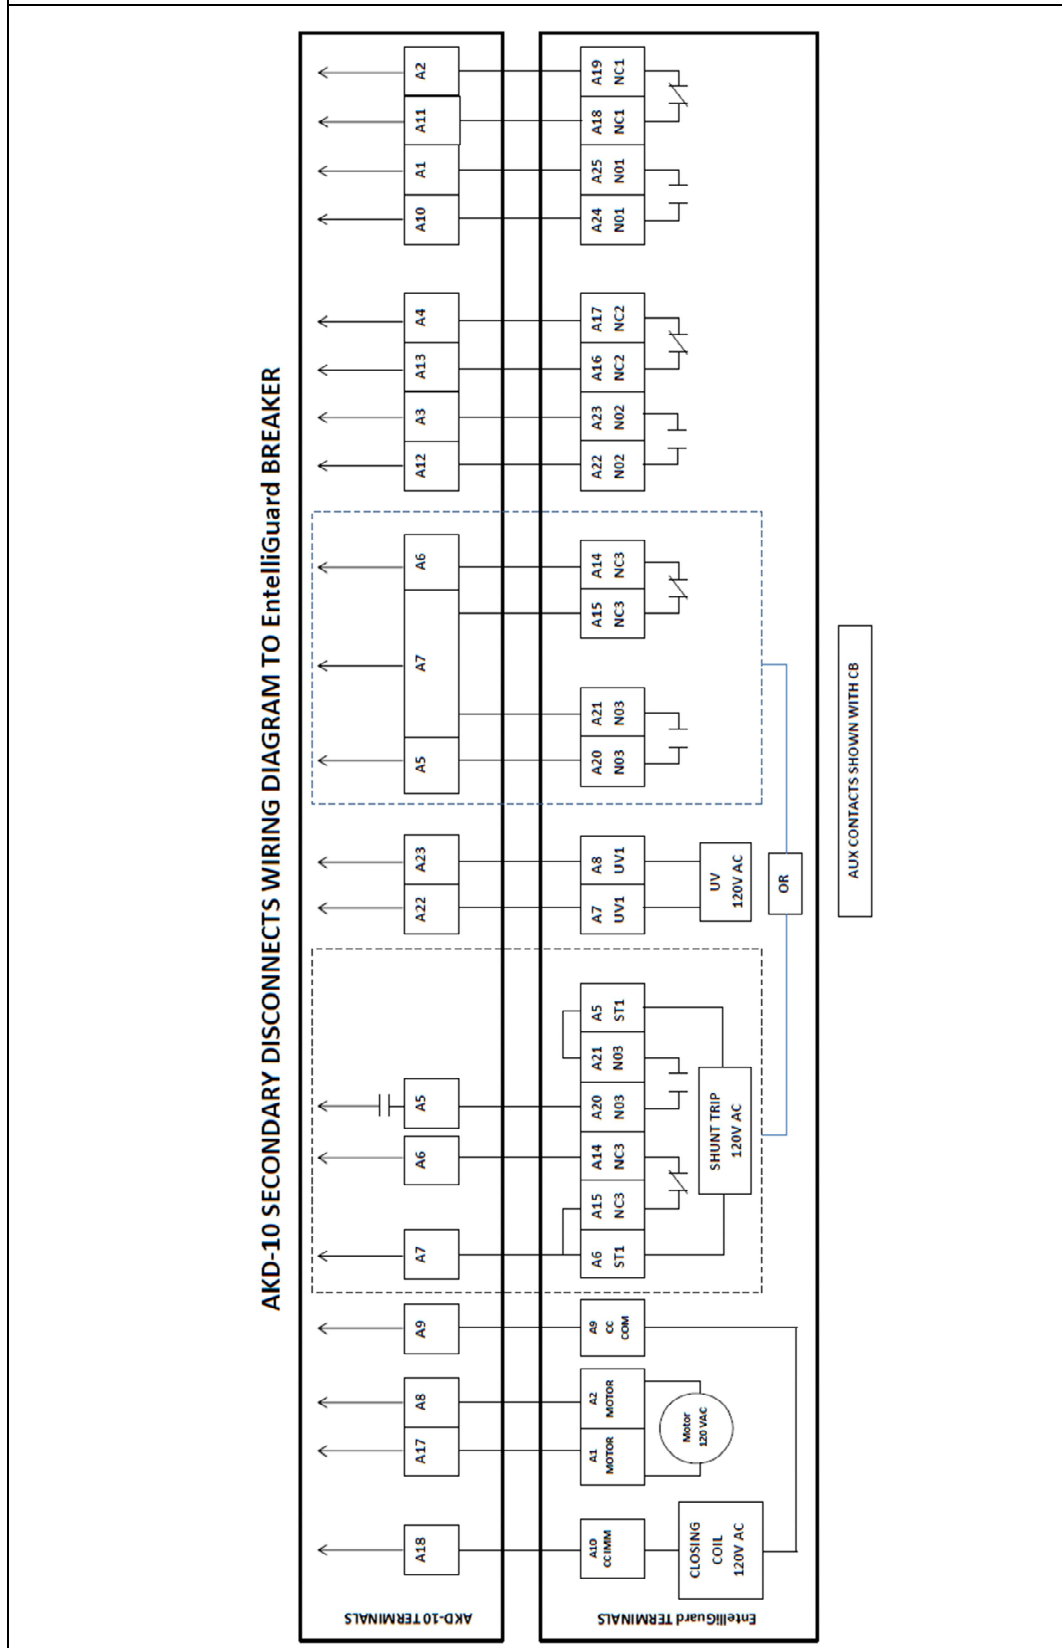 AKD-10 SECONDARY DISCONNECTS WIRING DIAGRAM TO EntelliGuard BREAKER
AKD-10 TERMINALS
A18
A17
A8
A9
A7
A6
A5
A22
A23
A5
A7
A6
A12
A3
A13
A4
A10
A1
A11
A2
EntelliGuard TERMINALS
A10
CCIMM
A1
MOTOR
A2
MOTOR
A9
CC
COM
A6
ST1
A15
NC3
A14
NC3
A20
N03
A21
N03
A5
ST1
A7
UV1
A8
UV1
A20
N03
A21
N03
A15
NC3
A14
NC3
A22
N02
A23
N02
A16
NC2
A17
NC2
A24
N01
A25
N01
A18
NC1
A19
NC1
CLOSING
COIL
120V AC
Motor
120 VAC
SHUNT TRIP
120V AC
UV
120V AC
OR
AUX CONTACTS SHOWN WITH CB